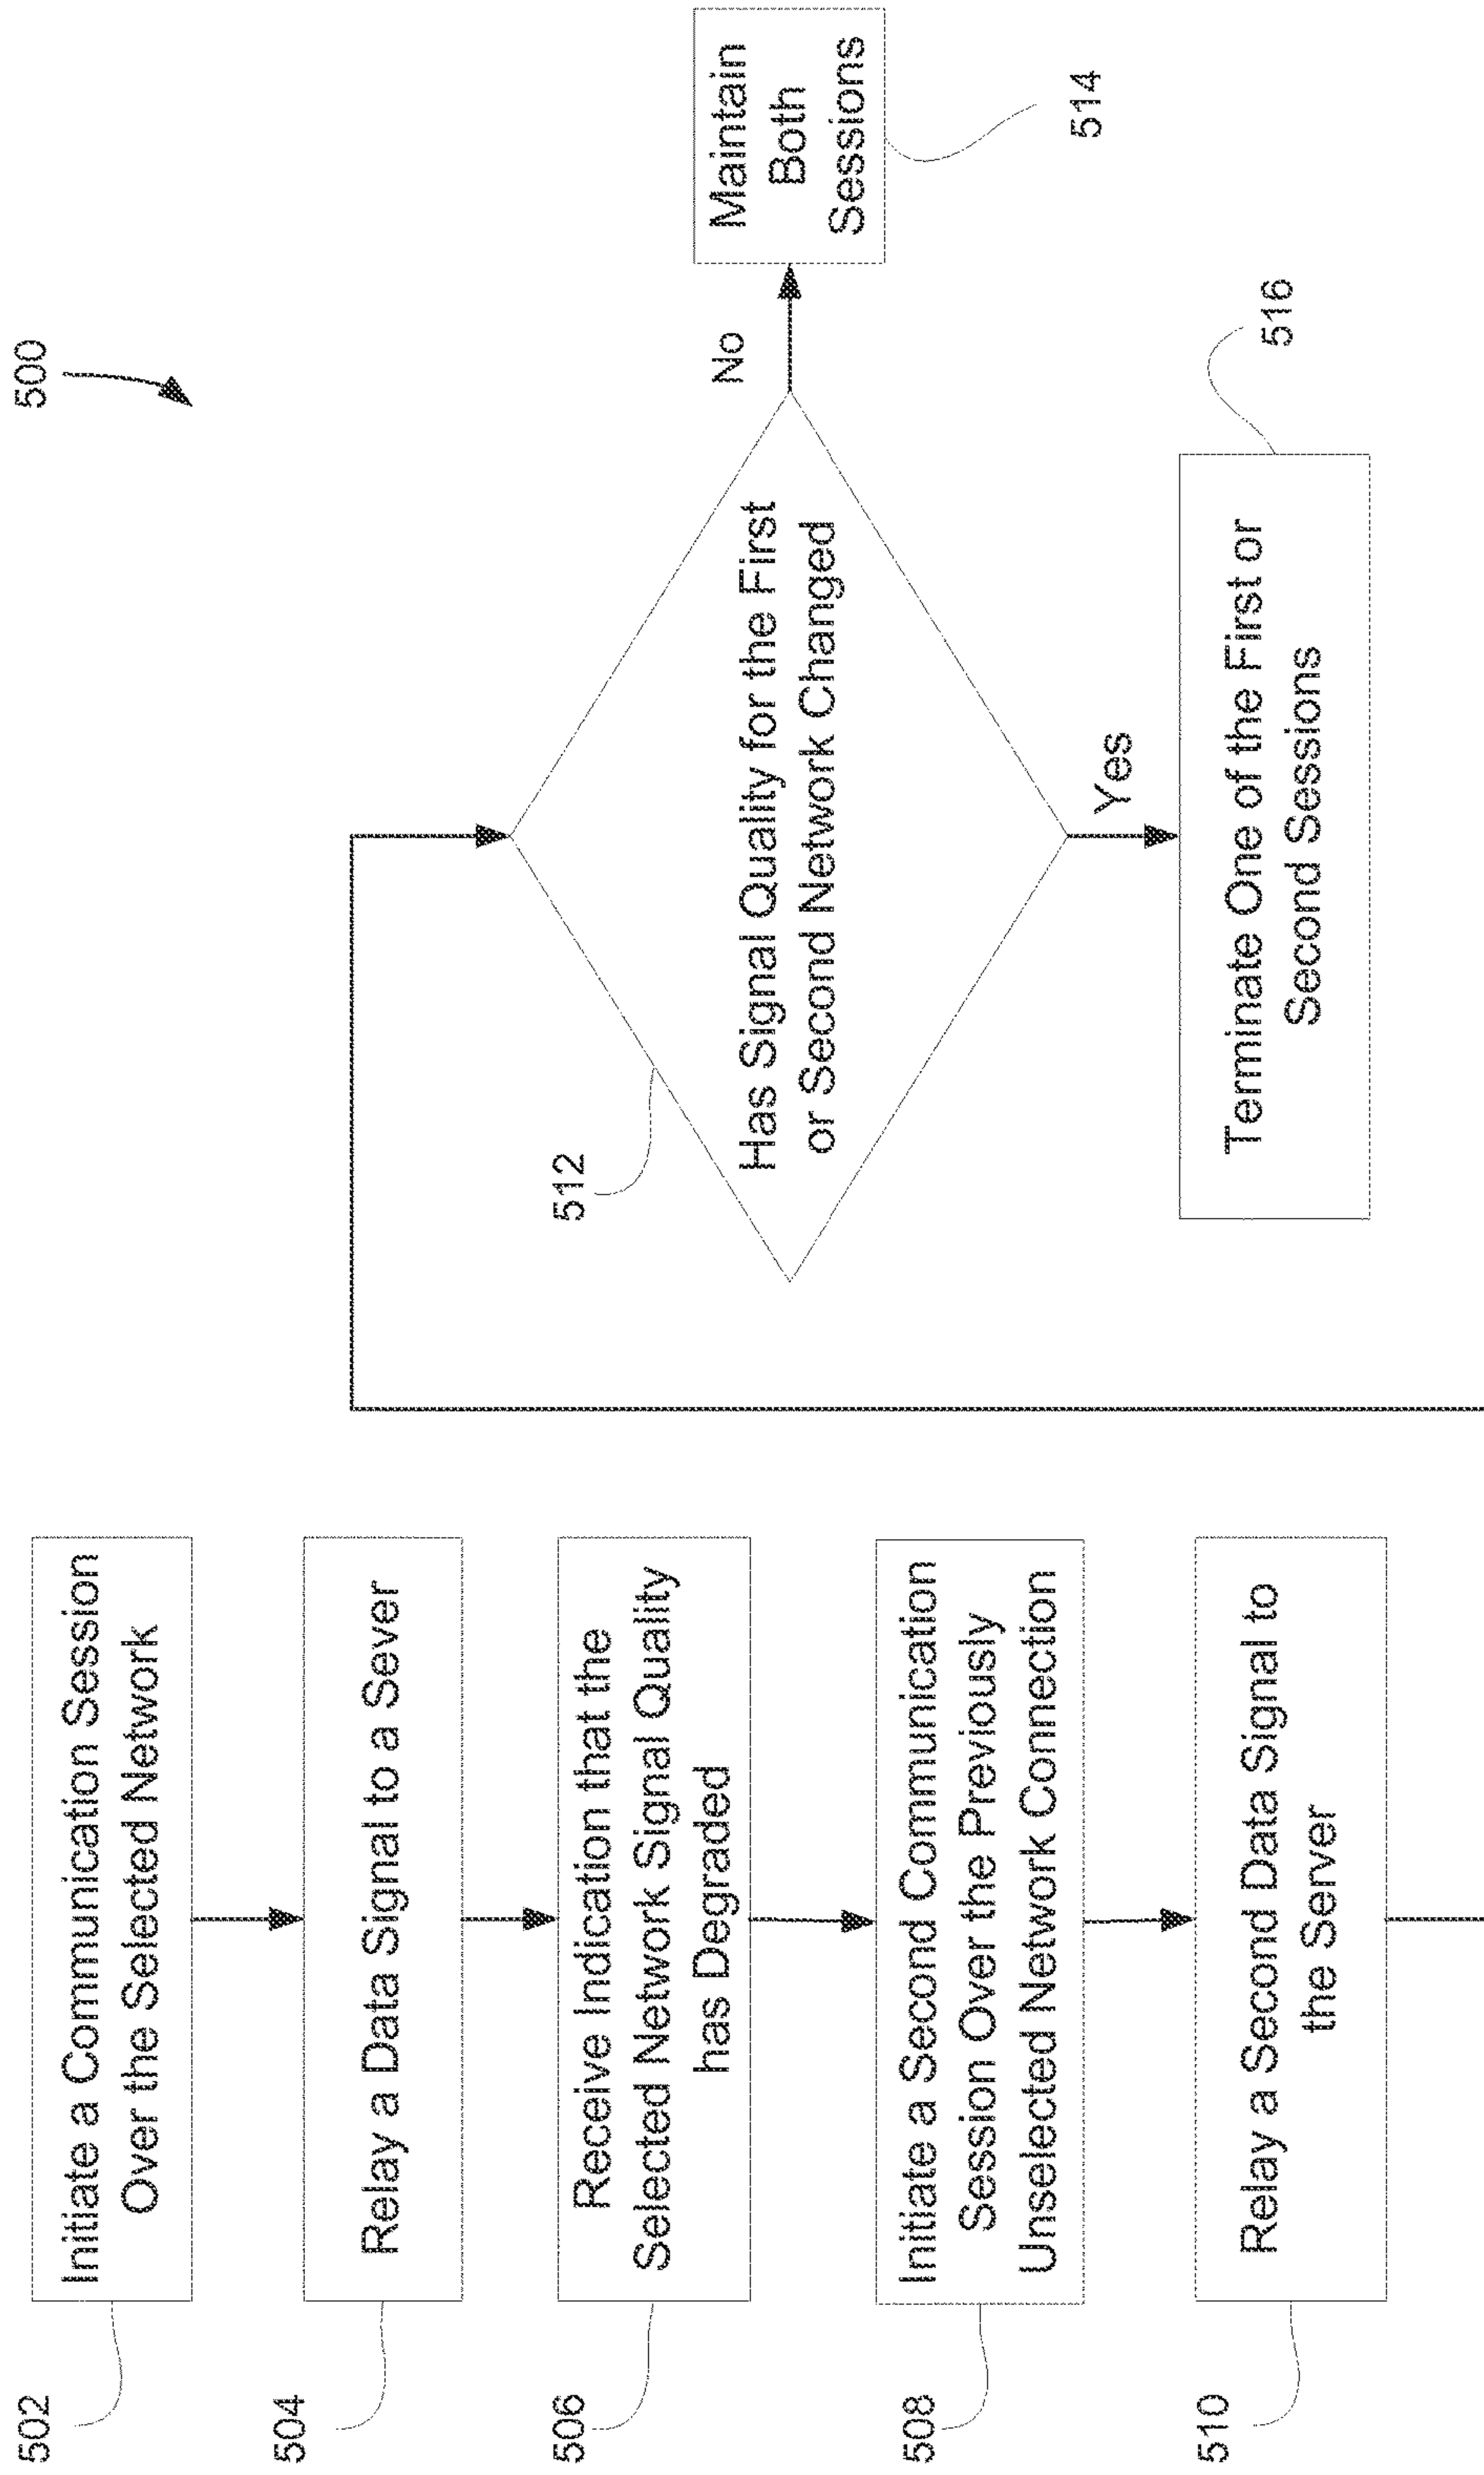 500
502
Initiate a Communication Session
Over the Selected Network
504
Relay a Data Signal to a Sever
506
Receive Indication that the
Selected Network Signal Quality
has Degraded
508
Initiate a Second Communication
Session Over the Previously
Unselected Network Connection
510
Relay a Second Data Signal to
the Server
512
Has Signal Quality for the First
or Second Network Changed
No
Maintain
Both
Sessions
514
Yes
Terminate One of the First or
Second Sessions
516